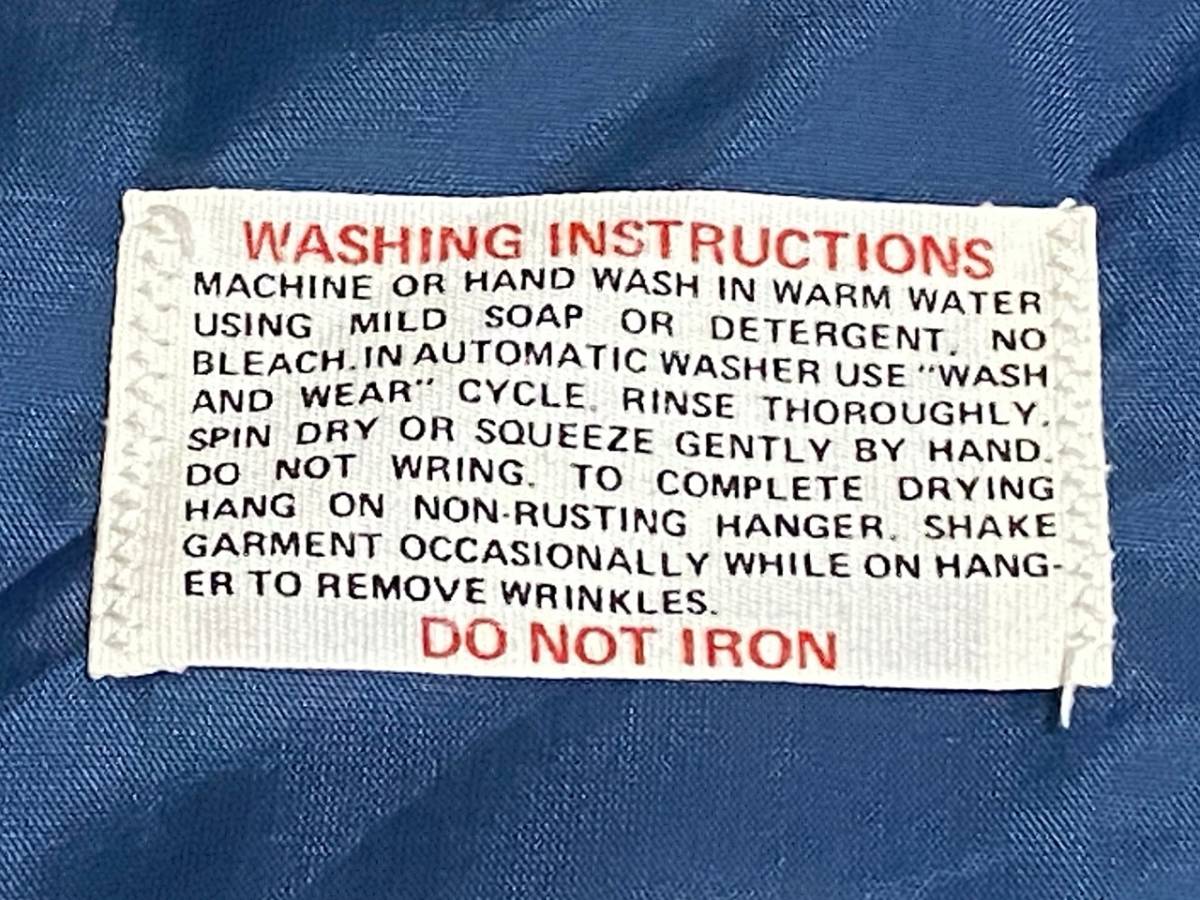 WASHING INSTRUCTIONS
MACHINE OR HAND WASH IN WARM WATER
USING MILD SOAP OR DETERGENT. NO
BLEACH. IN AUTOMATIC WASHER USE "WASH
AND WEAR" CYCLE. RINSE THOROUGHLY.
SPIN DRY OR SQUEEZE GENTLY BY HAND.
DO NOT WRING. TO COMPLETE DRYING
HANG ON NON-RUSTING HANGER. SHAKE
GARMENT OCCASIONALLY WHILE ON HANG-
ER TO REMOVE WRINKLES.
DO NOT IRON